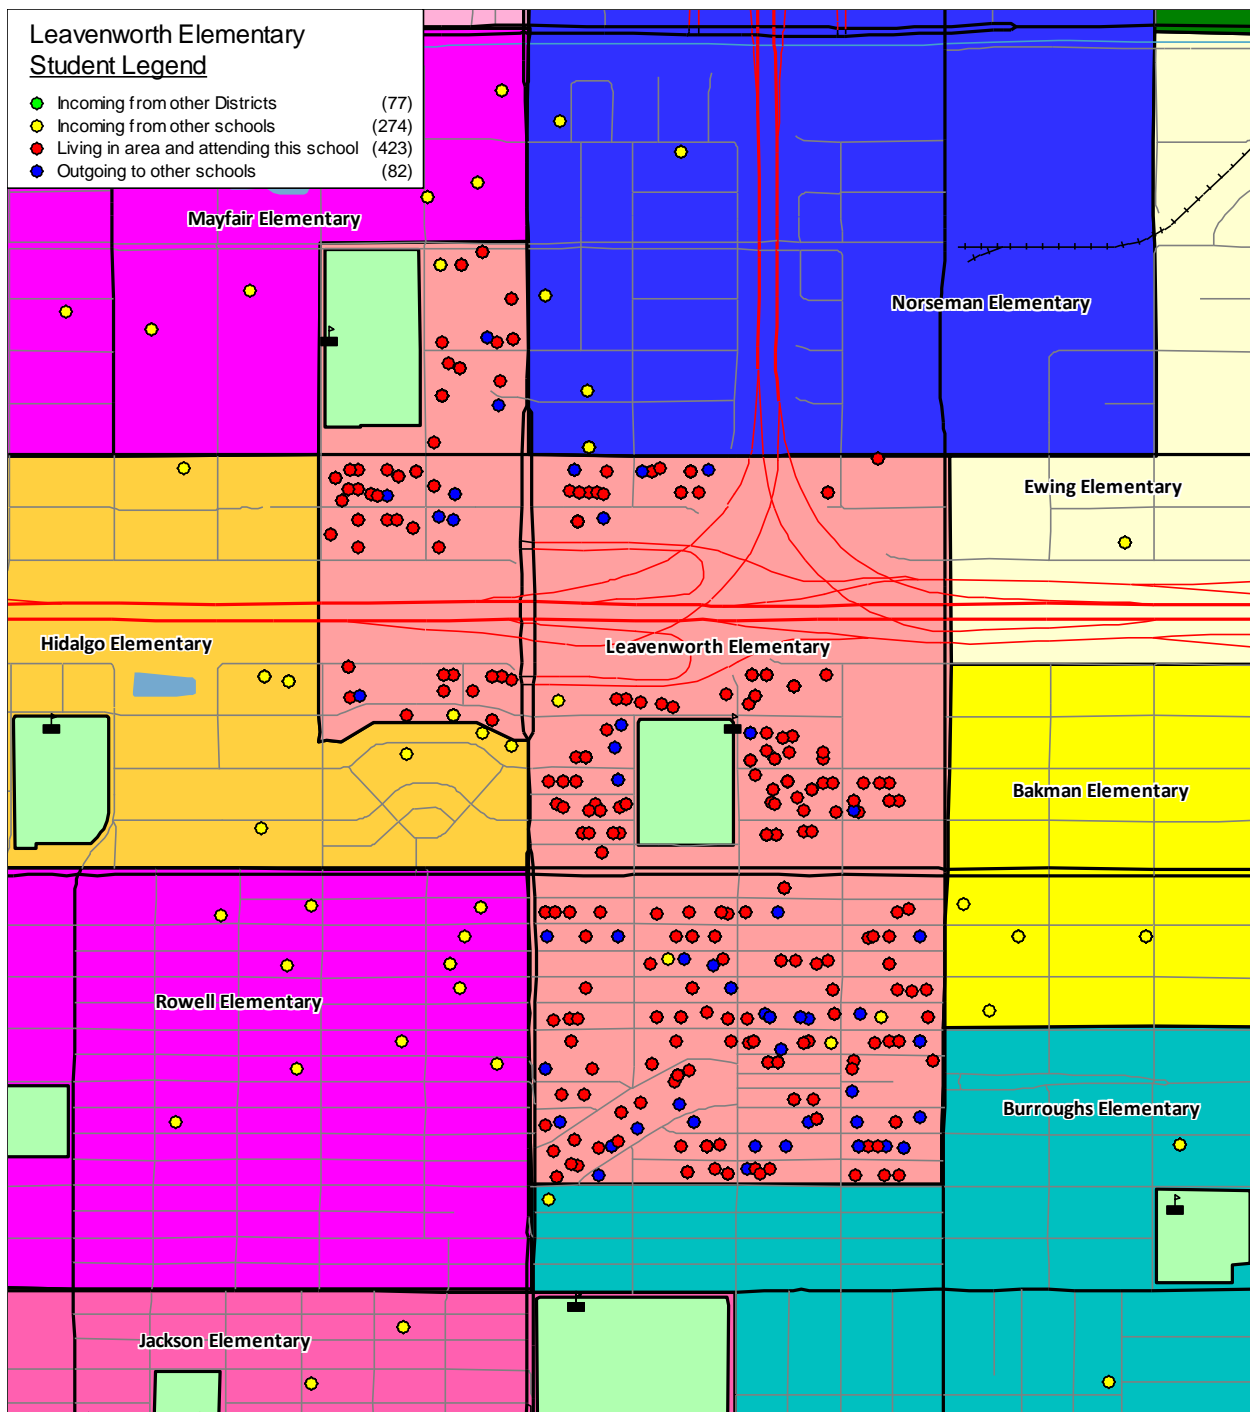 Leavenworth Elementary
Student Legend
Incoming from other Districts (77)
Incoming from other schools (274)
Living in area and attending this school (423)
Outgoing to other schools (82)
Mayfair Elementary
Norseman Elementary
Ewing Elementary
Hidalgo Elementary
Leavenworth Elementary
Bakman Elementary
Rowell Elementary
Burroughs Elementary
Jackson Elementary